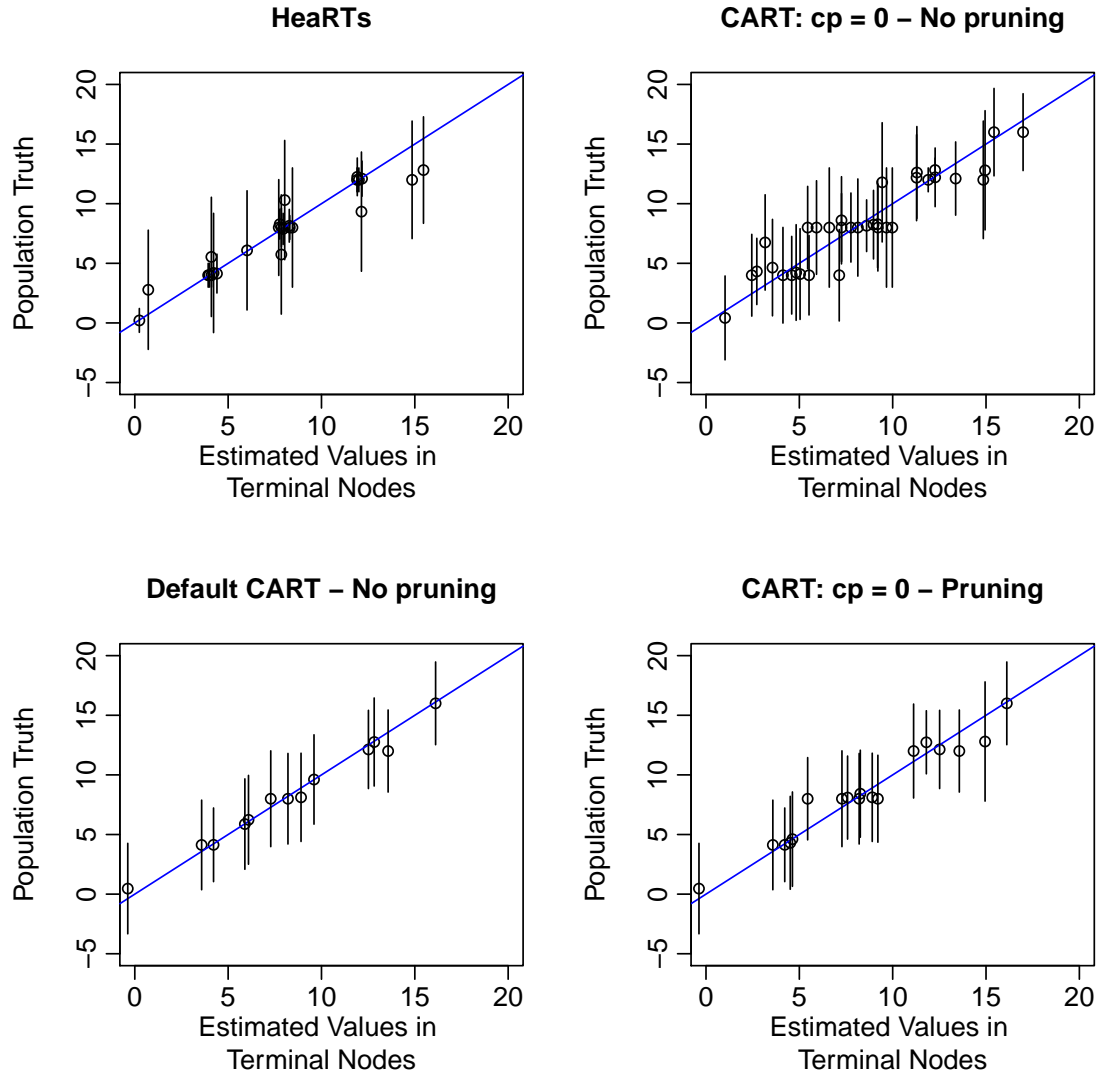 HeaRTs
Population Truth
20
15
10
5
0
−5
0 5 10 15 20
Estimated Values in
Terminal Nodes
CART: cp = 0 − No pruning
Population Truth
20
15
10
5
0
−5
0 5 10 15 20
Estimated Values in
Terminal Nodes
Default CART − No pruning
Population Truth
20
15
10
5
0
−5
0 5 10 15 20
Estimated Values in
Terminal Nodes
CART: cp = 0 − Pruning
Population Truth
20
15
10
5
0
−5
0 5 10 15 20
Estimated Values in
Terminal Nodes